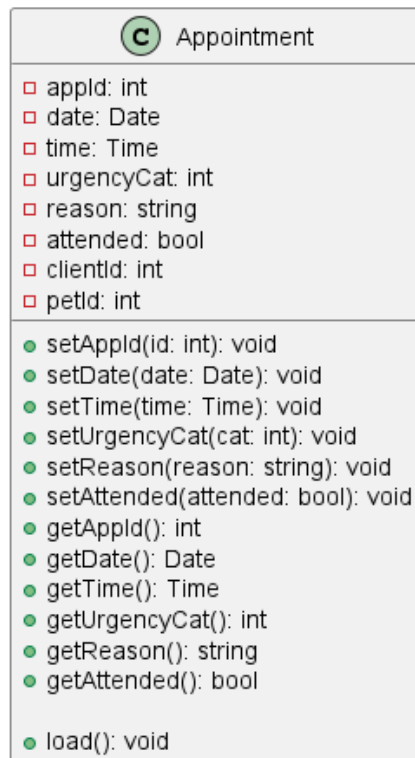 C Appointment
appId: int
date: Date
time: Time
urgencyCat: int
reason: string
attended: bool
clientId: int
petId: int
setAppId(id: int): void
setDate(date: Date): void
setTime(time: Time): void
setUrgencyCat(cat: int): void
setReason(reason: string): void
setAttended(attended: bool): void
getAppId(): int
getDate(): Date
getTime(): Time
getUrgencyCat(): int
getReason(): string
getAttended(): bool
load(): void